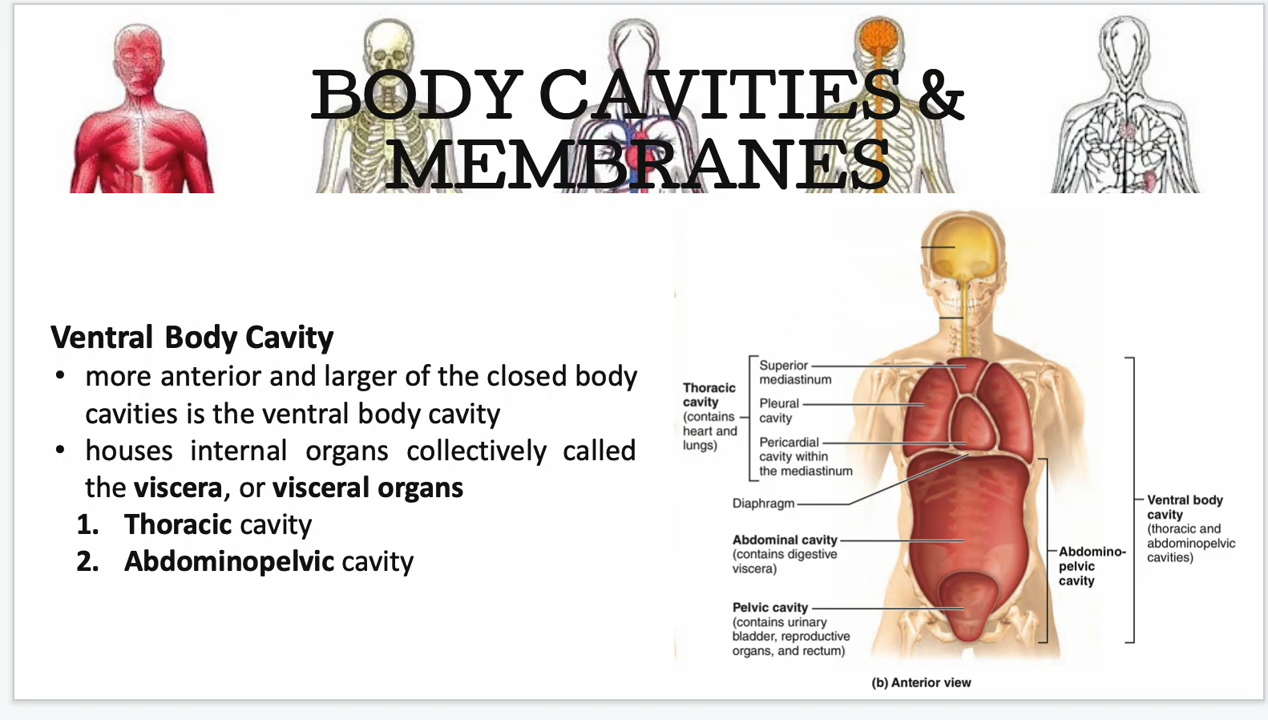 BODY CAVITIES &
MEMBRANES
Ventral Body Cavity
• more anterior and larger of the closed body
cavities is the ventral body cavity
• houses internal organs collectively called
the viscera, or visceral organs
1. Thoracic cavity
2. Abdominopelvic cavity
Thoracic
cavity
(contains
heart and
lungs)
Superior
mediastinum
Pleural
cavity
Pericardial
cavity within
the mediastinum
Diaphragm
Abdominal cavity
(contains digestive
viscera)
Pelvic cavity
(contains urinary
bladder, reproductive
organs, and rectum)
Abdomino-
pelvic
cavity
Ventral body
cavity
(thoracic and
abdominopelvic
cavities)
(b) Anterior view